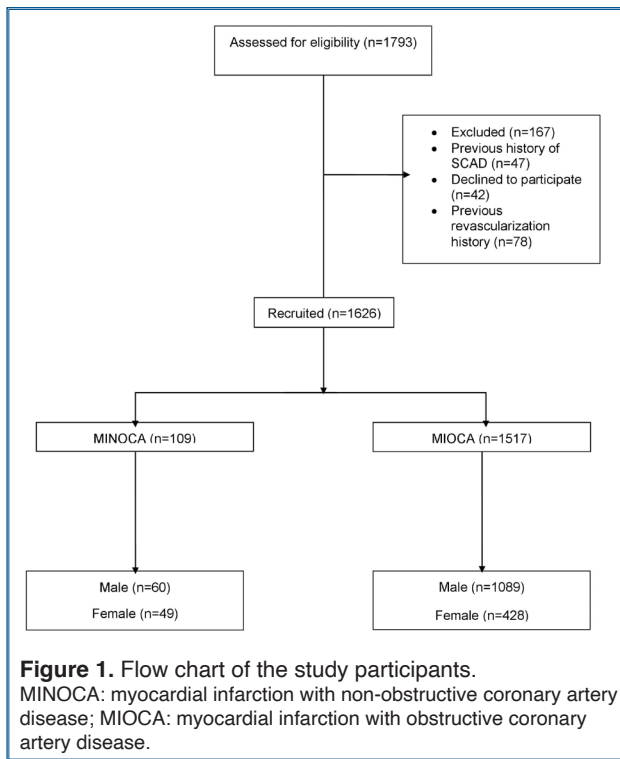 Assessed for eligibility (n=1793)
• Excluded (n=167)
• Previous history of
SCAD (n=47)
• Declined to participate
(n=42)
• Previous
revascularization
history (n=78)
Recruited (n=1626)
MINOCA (n=109)
MIOCA (n=1517)
Male (n=60)
Female (n=49)
Male (n=1089)
Female (n=428)
Figure 1. Flow chart of the study participants.
MINOCA: myocardial infarction with non-obstructive coronary artery
disease; MIOCA: myocardial infarction with obstructive coronary
artery disease.